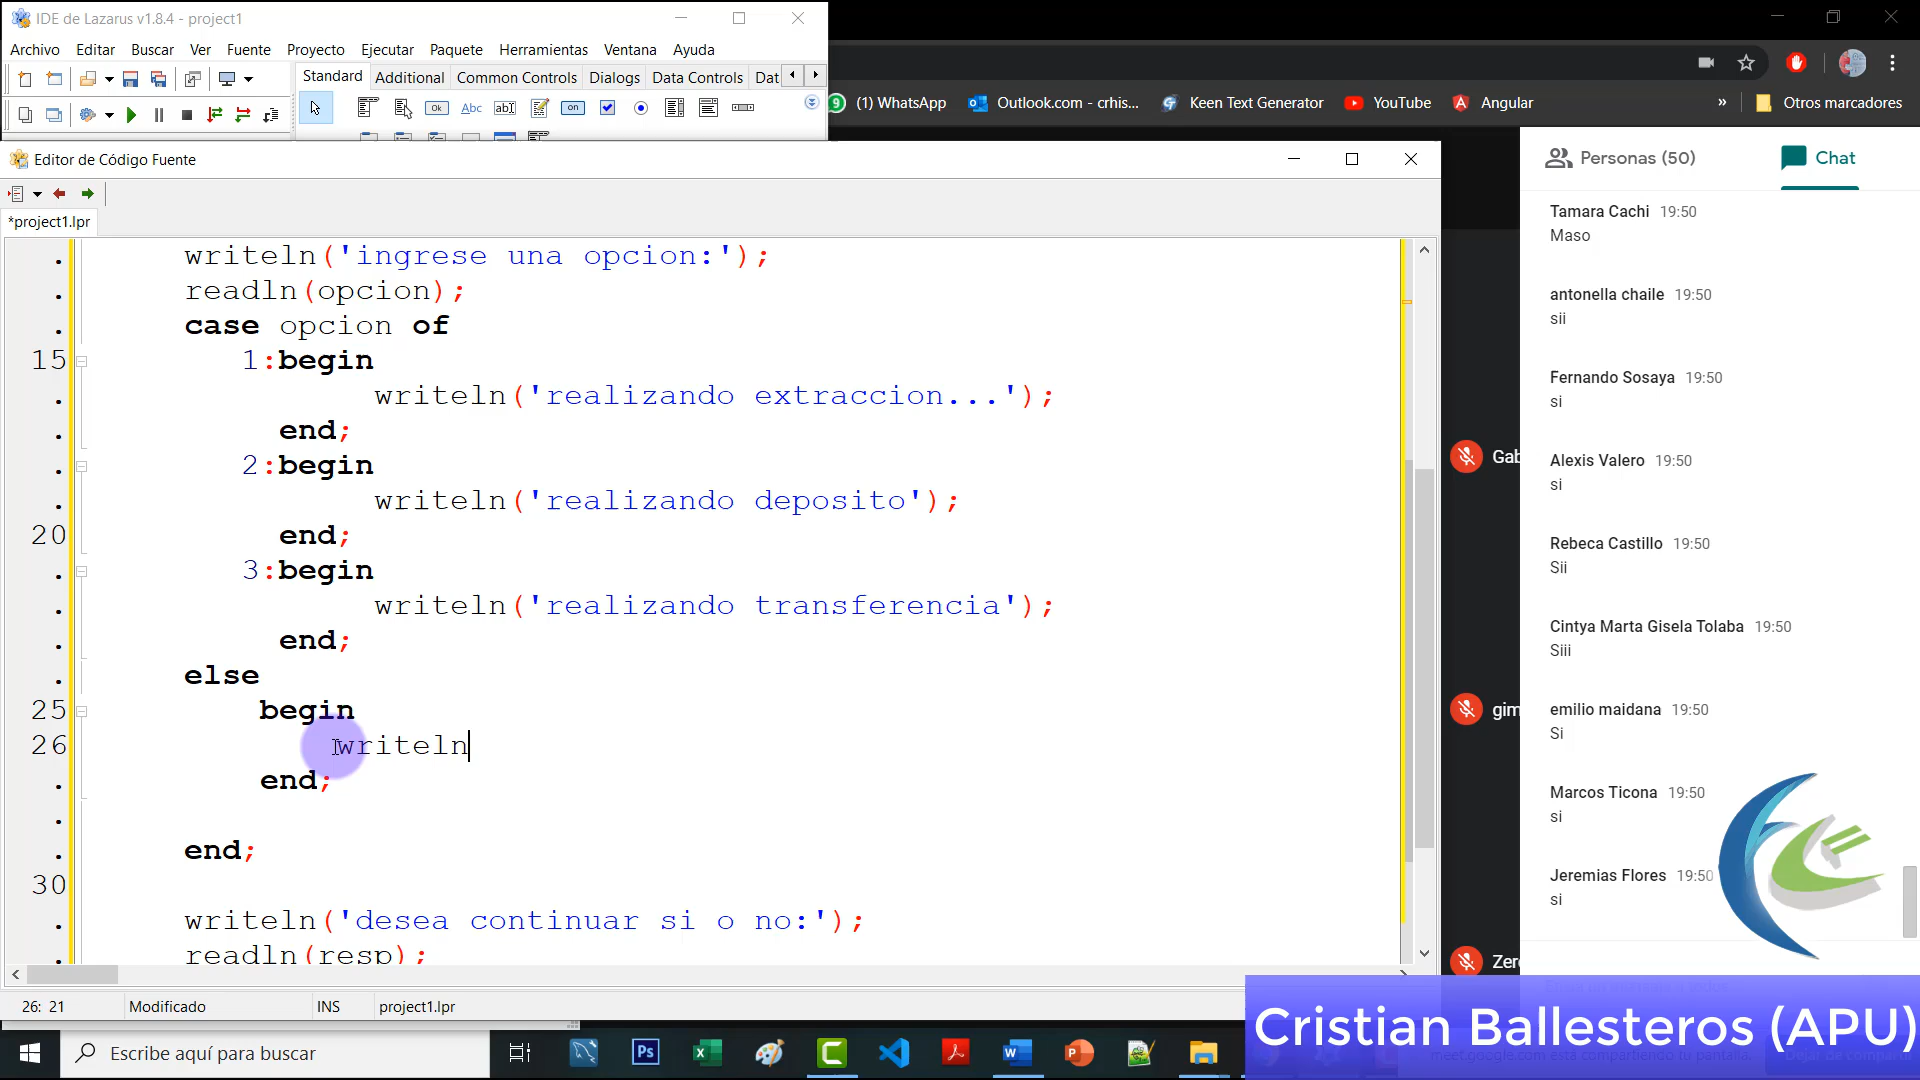 IDE de Lazarus v1.8.4 - project1
Archivo Editar Buscar Ver Fuente Proyecto Ejecutar Paquete Herramientas Ventana Ayuda
Standard Additional Common Controls Dialogs Data Controls Dat
Ok Abc ab on
(1) WhatsApp Outlook.com - crhis... Keen Text Generator YouTube Angular » Otros marcadores
Editor de Código Fuente
*project1.lpr
writeln('ingrese una opcion:');
readln(opcion);
case opcion of
15 1:begin
writeln('realizando extraccion...');
end;
2:begin
writeln('realizando deposito');
20 end;
3:begin
writeln('realizando transferencia');
end;
else
25 begin
26 writeln
end;
end;
30
writeln('desea continuar si o no:');
readln(resp);
26: 21 Modificado INS project1.lpr
Personas (50) Chat
Tamara Cachi 19:50
Maso
antonella chaile 19:50
sii
Fernando Sosaya 19:50
si
Alexis Valero 19:50
si
Rebeca Castillo 19:50
Sii
Cintya Marta Gisela Tolaba 19:50
Siii
emilio maidana 19:50
Si
Marcos Ticona 19:50
si
Jeremias Flores 19:50
si
Gab
gim
Zer
Cristian Ballesteros (APU)
Escribe aquí para buscar
Ps